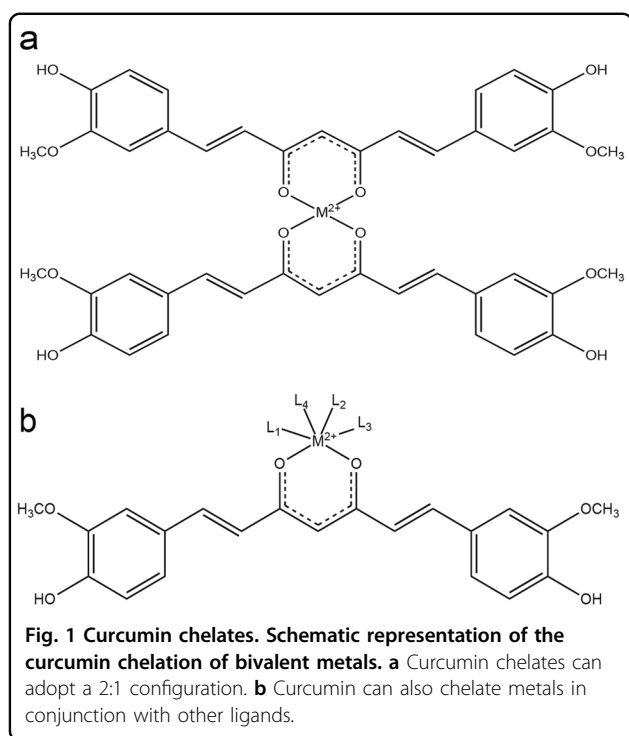 a
HO OH
H₃CO OCH₃
O O
M²⁺
O O
H₃CO OCH₃
HO OH
b
L₄ L₂
L₁ L₃
M²⁺
O O
H₃CO OCH₃
HO OH
Fig. 1 Curcumin chelates. Schematic representation of the
curcumin chelation of bivalent metals. a Curcumin chelates can
adopt a 2:1 configuration. b Curcumin can also chelate metals in
conjunction with other ligands.